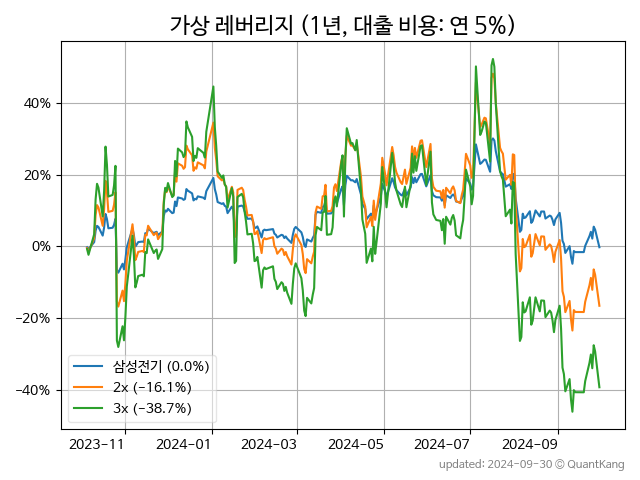 가상 레버리지 (1년, 대출 비용: 연 5%)
40%
20%
0%
−20%
−40%
삼성전기 (0.0%)
2x (−16.1%)
3x (−38.7%)
2023-11
2024-01
2024-03
2024-05
2024-07
2024-09
updated: 2024-09-30 © QuantKang